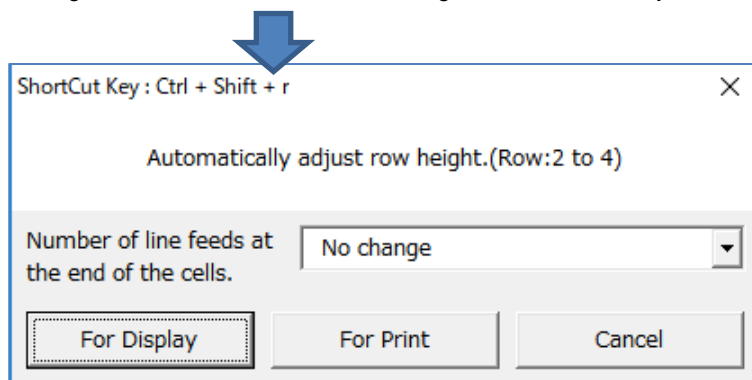 ShortCut Key : Ctrl + Shift + r
Automatically adjust row height.(Row:2 to 4)
Number of line feeds at
the end of the cells.
No change
For Display
For Print
Cancel